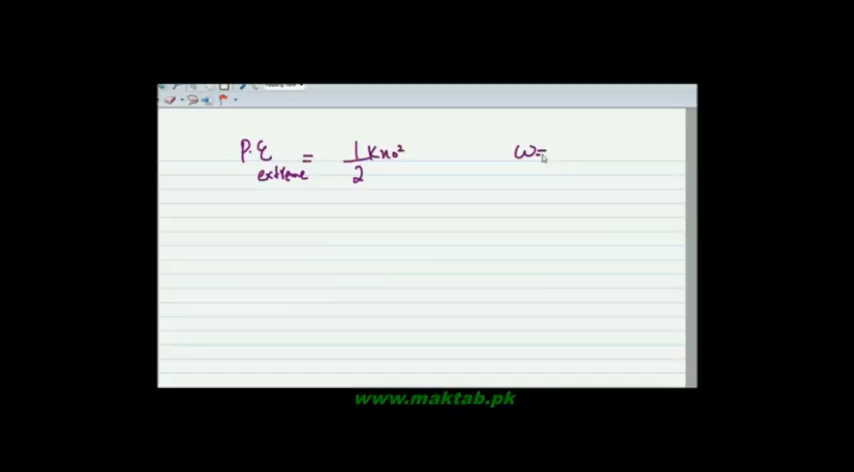 P.E extreme = 1/2 Kx₀² ω=
www.maktab.pk